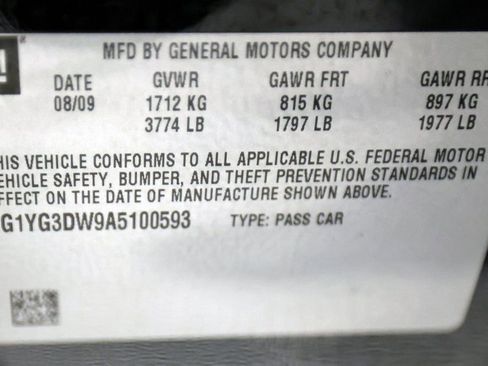 MFD BY GENERAL MOTORS COMPANY
DATE GVWR GAWR FRT GAWR RR
08/09 1712 KG 815 KG 897 KG
3774 LB 1797 LB 1977 LB
HIS VEHICLE CONFORMS TO ALL APPLICABLE U.S. FEDERAL MOTOR
EHICLE SAFETY, BUMPER, AND THEFT PREVENTION STANDARDS IN
FFECT ON THE DATE OF MANUFACTURE SHOWN ABOVE.
G1YG3DW9A5100593 TYPE: PASS CAR